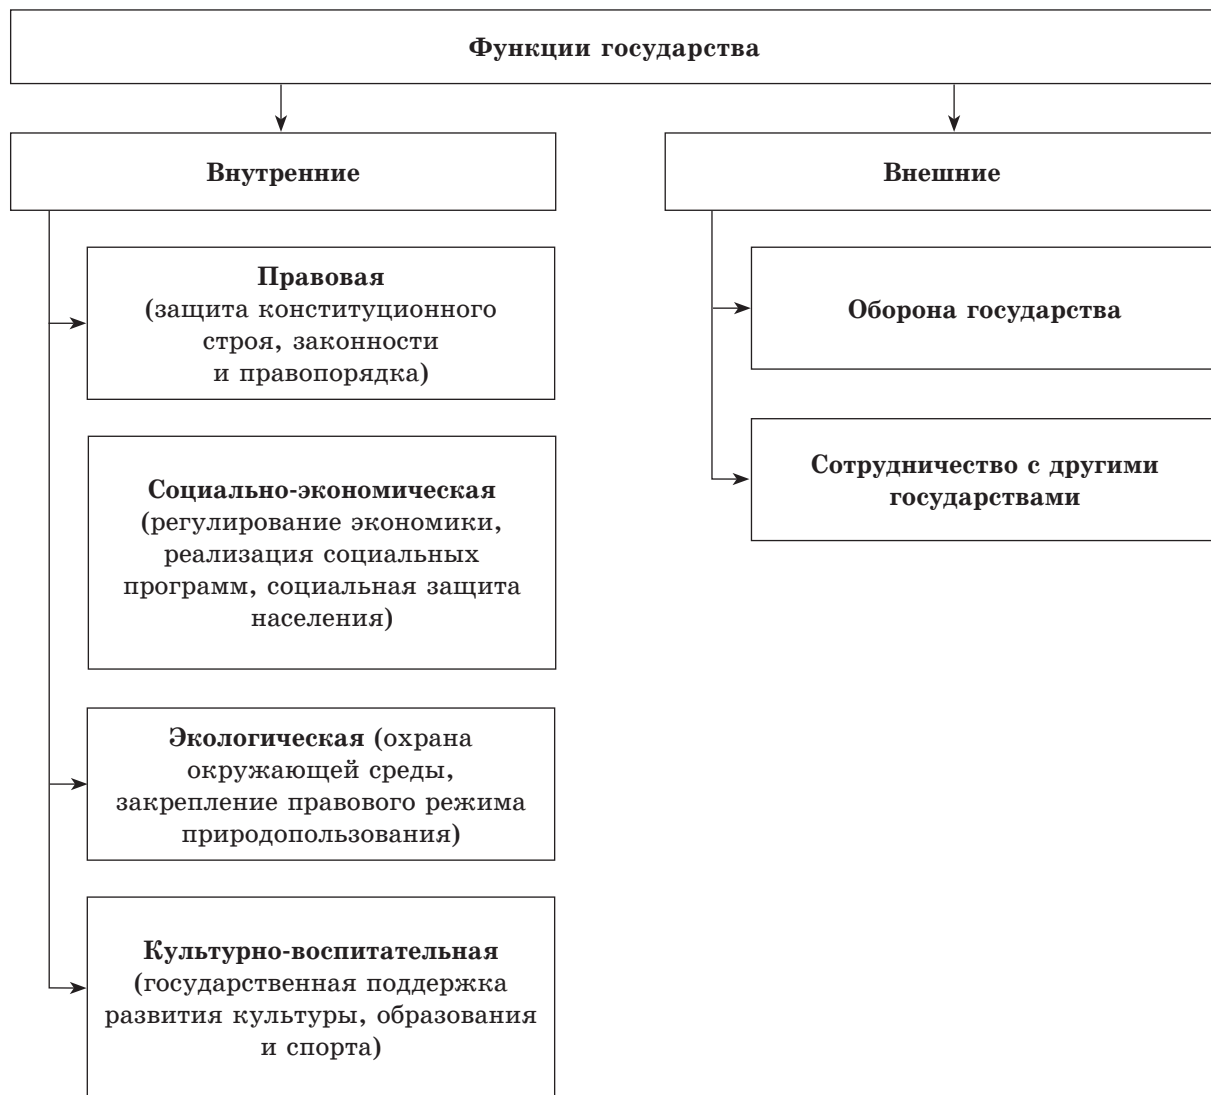 Функции государства
Внутренние
Правовая
(защита конституционного
строя, законности
и правопорядка)
Социально-экономическая
(регулирование экономики,
реализация социальных
программ, социальная защита
населения)
Экологическая (охрана
окружающей среды,
закрепление правового режима
природопользования)
Культурно-воспитательная
(государственная поддержка
развития культуры, образования
и спорта)
Внешние
Оборона государства
Сотрудничество с другими
государствами